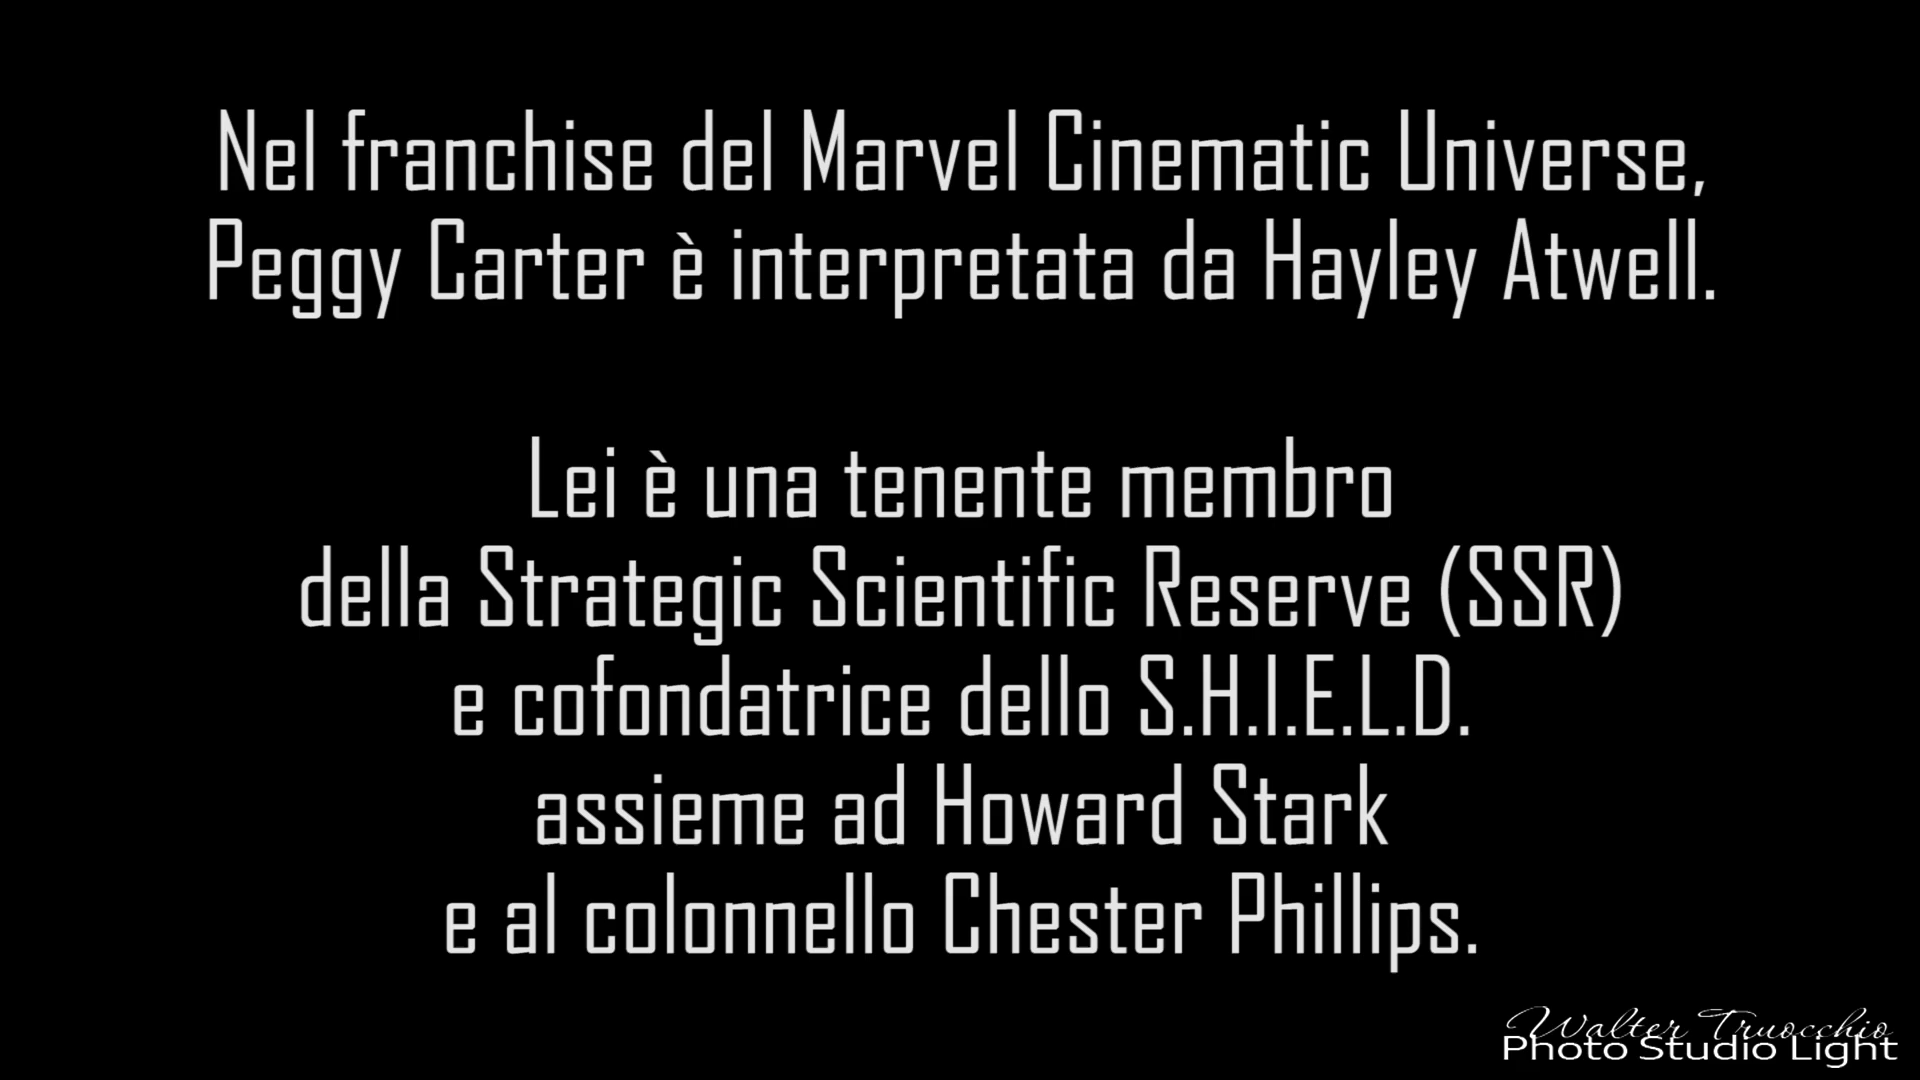 Nel franchise del Marvel Cinematic Universe,
Peggy Carter è interpretata da Hayley Atwell.
Lei è una tenente membro
della Strategic Scientific Reserve (SSR)
e cofondatrice dello S.H.I.E.L.D.
assieme ad Howard Stark
e al colonnello Chester Phillips.
Walter Truocchio
Photo Studio Light